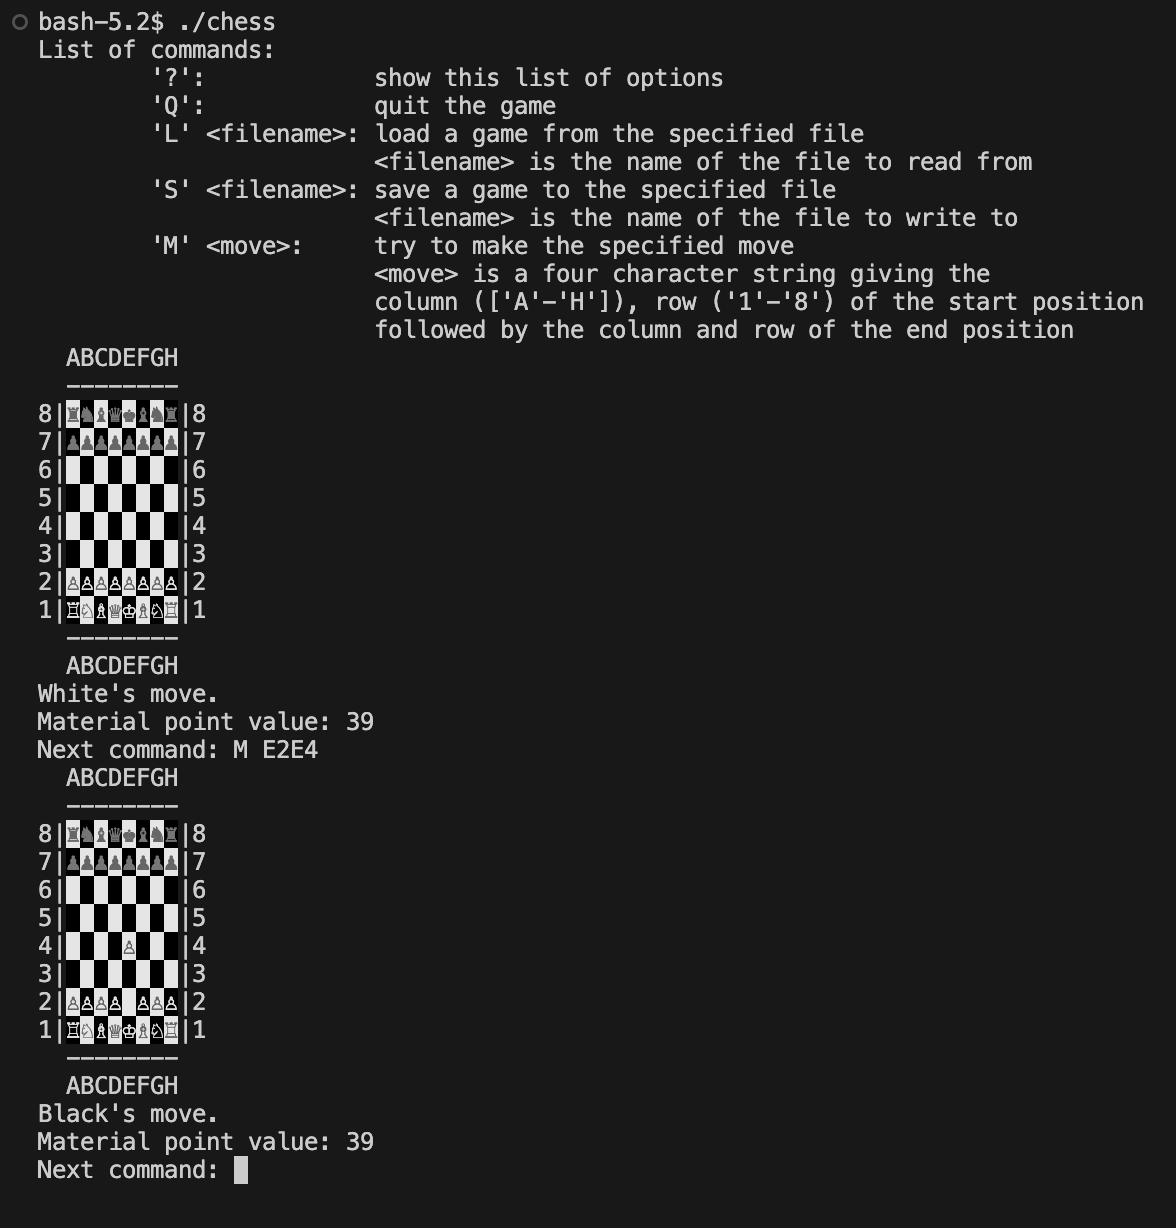 bash-5.2$ ./chess
List of commands:
        '?':            show this list of options
        'Q':            quit the game
        'L' <filename>: load a game from the specified file
                        <filename> is the name of the file to read from
        'S' <filename>: save a game to the specified file
                        <filename> is the name of the file to write to
        'M' <move>:     try to make the specified move
                        <move> is a four character string giving the
                        column (['A'-'H']), row ('1'-'8') of the start position
                        followed by the column and row of the end position
  ABCDEFGH
  --------
8|♜♞♝♛♚♝♞♜|8
7|♟♟♟♟♟♟♟♟|7
6|        |6
5|        |5
4|        |4
3|        |3
2|♙♙♙♙♙♙♙♙|2
1|♖♘♗♕♔♗♘♖|1
  --------
  ABCDEFGH
White's move.
Material point value: 39
Next command: M E2E4
  ABCDEFGH
  --------
8|♜♞♝♛♚♝♞♜|8
7|♟♟♟♟♟♟♟♟|7
6|        |6
5|        |5
4|    ♙   |4
3|        |3
2|♙♙♙♙ ♙♙♙|2
1|♖♘♗♕♔♗♘♖|1
  --------
  ABCDEFGH
Black's move.
Material point value: 39
Next command: